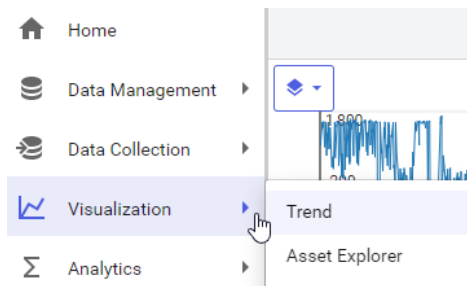 Home
Data Management
Data Collection
Visualization
Analytics
1,800
Trend
Asset Explorer